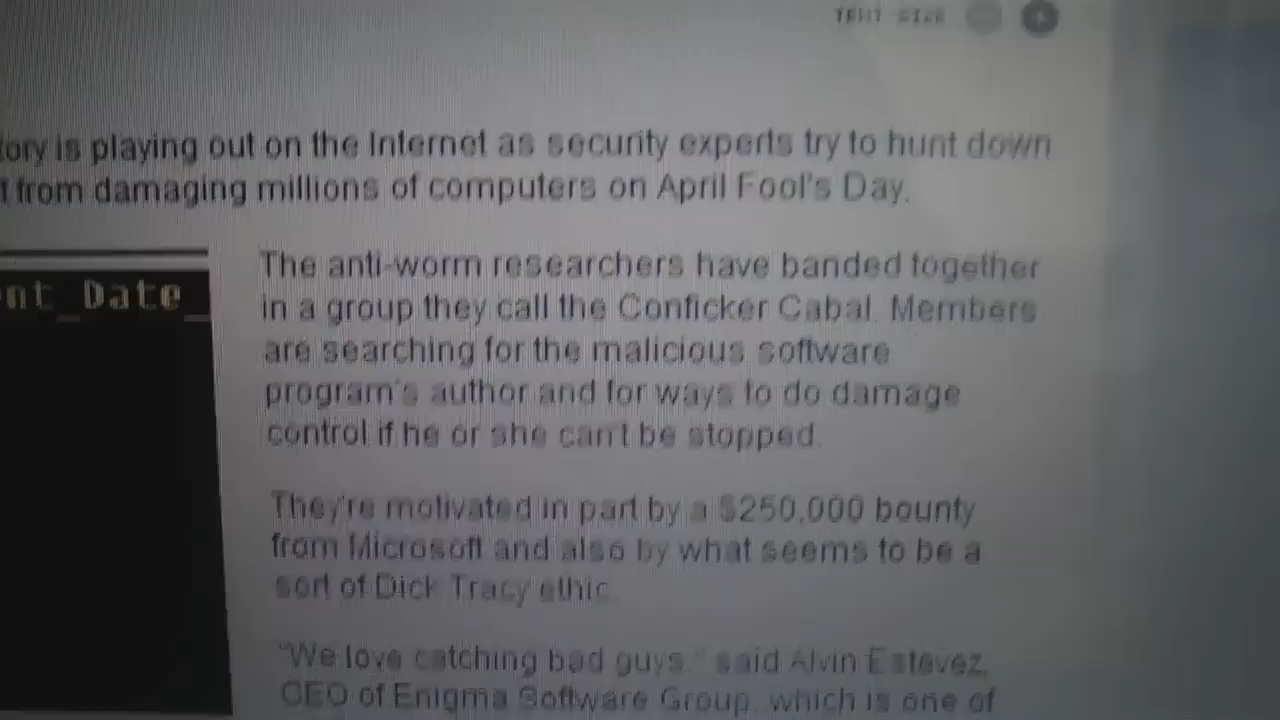 TEXT SIZE
tory is playing out on the Internet as security experts try to hunt down
t from damaging millions of computers on April Fool's Day.
nt_Date_
The anti-worm researchers have banded together
in a group they call the Conficker Cabal. Members
are searching for the malicious software
program's author and for ways to do damage
control if he or she can't be stopped.
They're motivated in part by a $250,000 bounty
from Microsoft and also by what seems to be a
sort of Dick Tracy ethic.
"We love catching bad guys," said Alvin Estevez,
CEO of Enigma Software Group, which is one of